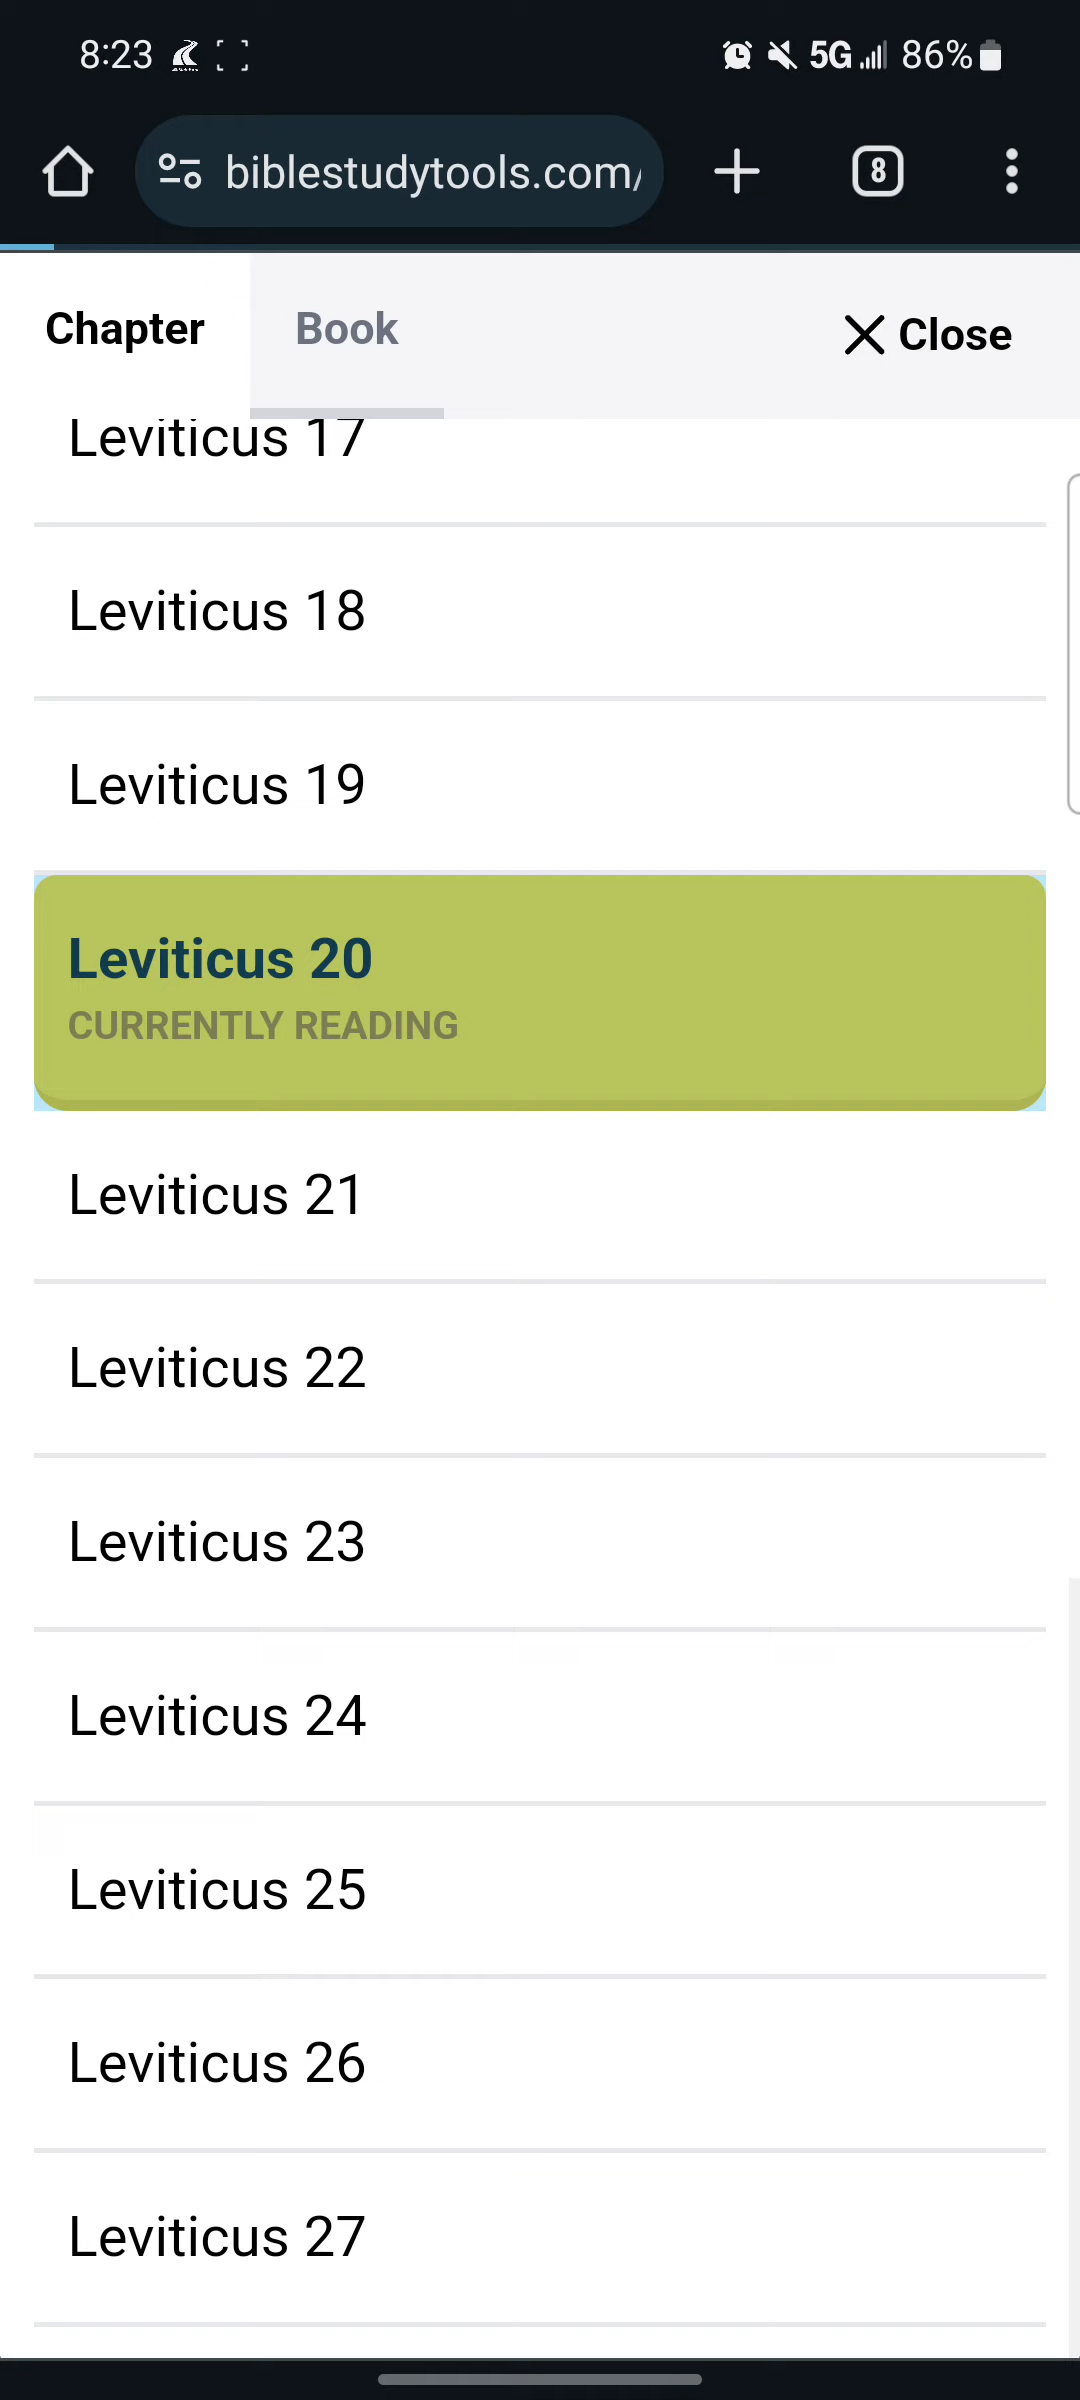 8:23 5G 86%
biblestudytools.com/ 8
Chapter Book Close
Leviticus 17
Leviticus 18
Leviticus 19
Leviticus 20
CURRENTLY READING
Leviticus 21
Leviticus 22
Leviticus 23
Leviticus 24
Leviticus 25
Leviticus 26
Leviticus 27